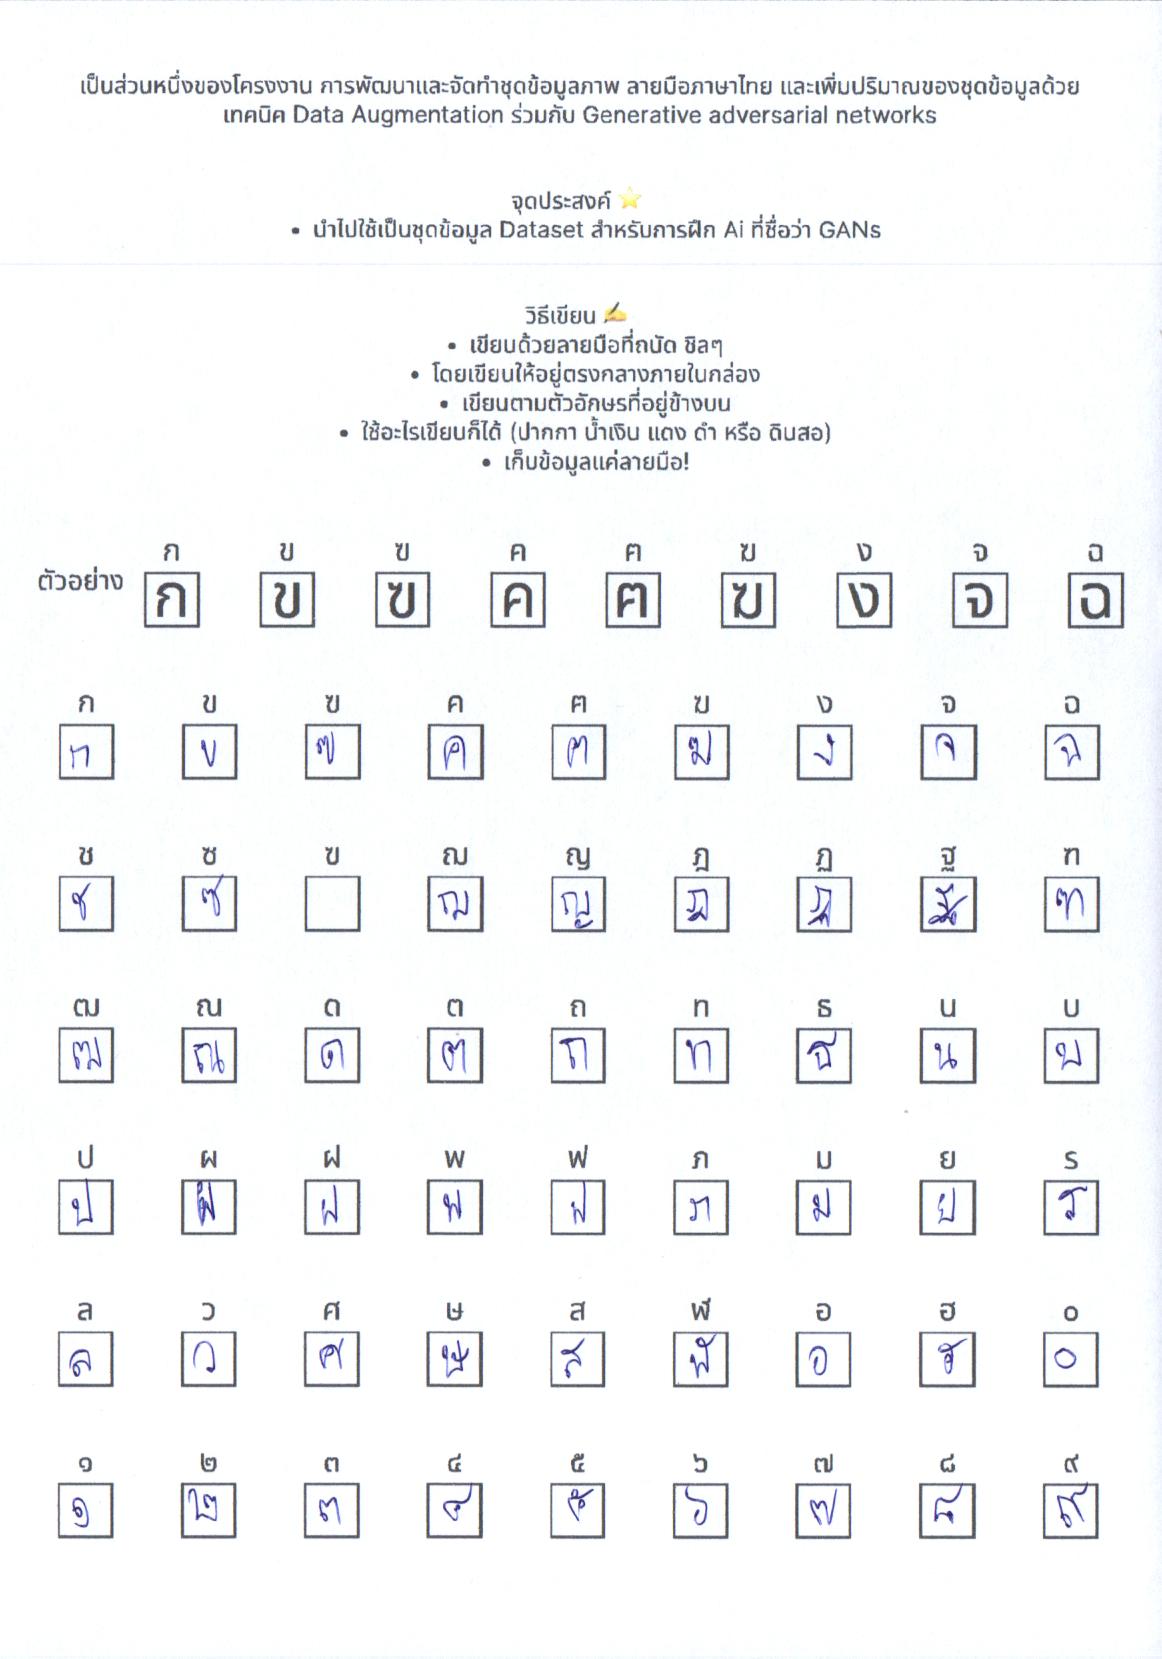 เป็นส่วนหนึ่งของโครงงาน การพัฒนาและจัดทำชุดข้อมูลภาพ ลายมือภาษาไทย และเพิ่มปริมาณของชุดข้อมูลด้วย
เทคนิค Data Augmentation ร่วมกับ Generative adversarial networks
จุดประสงค์ ⭐
• นำไปใช้เป็นชุดข้อมูล Dataset สำหรับการฝึก Ai ที่ชื่อว่า GANs
วิธีเขียน ✍
• เขียนด้วยลายมือที่ถนัด ชิลๆ
• โดยเขียนให้อยู่ตรงกลางภายในกล่อง
• เขียนตามตัวอักษรที่อยู่ข้างบน
• ใช้อะไรเขียนก็ได้ (ปากกา น้ำเงิน แดง ดำ หรือ ดินสอ)
• เก็บข้อมูลแค่ลายมือ!
ก ข ฃ ค ฅ ฆ ง จ ฉ
ตัวอย่าง ก ข ฃ ค ฅ ฆ ง จ ฉ
ก ข ฃ ค ฅ ฆ ง จ ฉ
ก ข ฃ ค ฅ ฆ ง จ ฉ
ช ซ ฃ ฌ ญ ฎ ฏ ฐ ฑ
ช ซ ฌ ญ ฎ ฏ ฐ ฑ
ฒ ณ ด ต ถ ท ธ น บ
ฒ ณ ด ต ถ ท ธ น บ
ป ผ ฝ พ ฟ ภ ม ย ร
ป ผ ฝ พ ฟ ภ ม ย ร
ล ว ศ ษ ส ฬ อ ฮ ๐
ล ว ศ ษ ส ฬ อ ฮ ๐
๑ ๒ ๓ ๔ ๕ ๖ ๗ ๘ ๙
๑ ๒ ๓ ๔ ๕ ๖ ๗ ๘ ๙